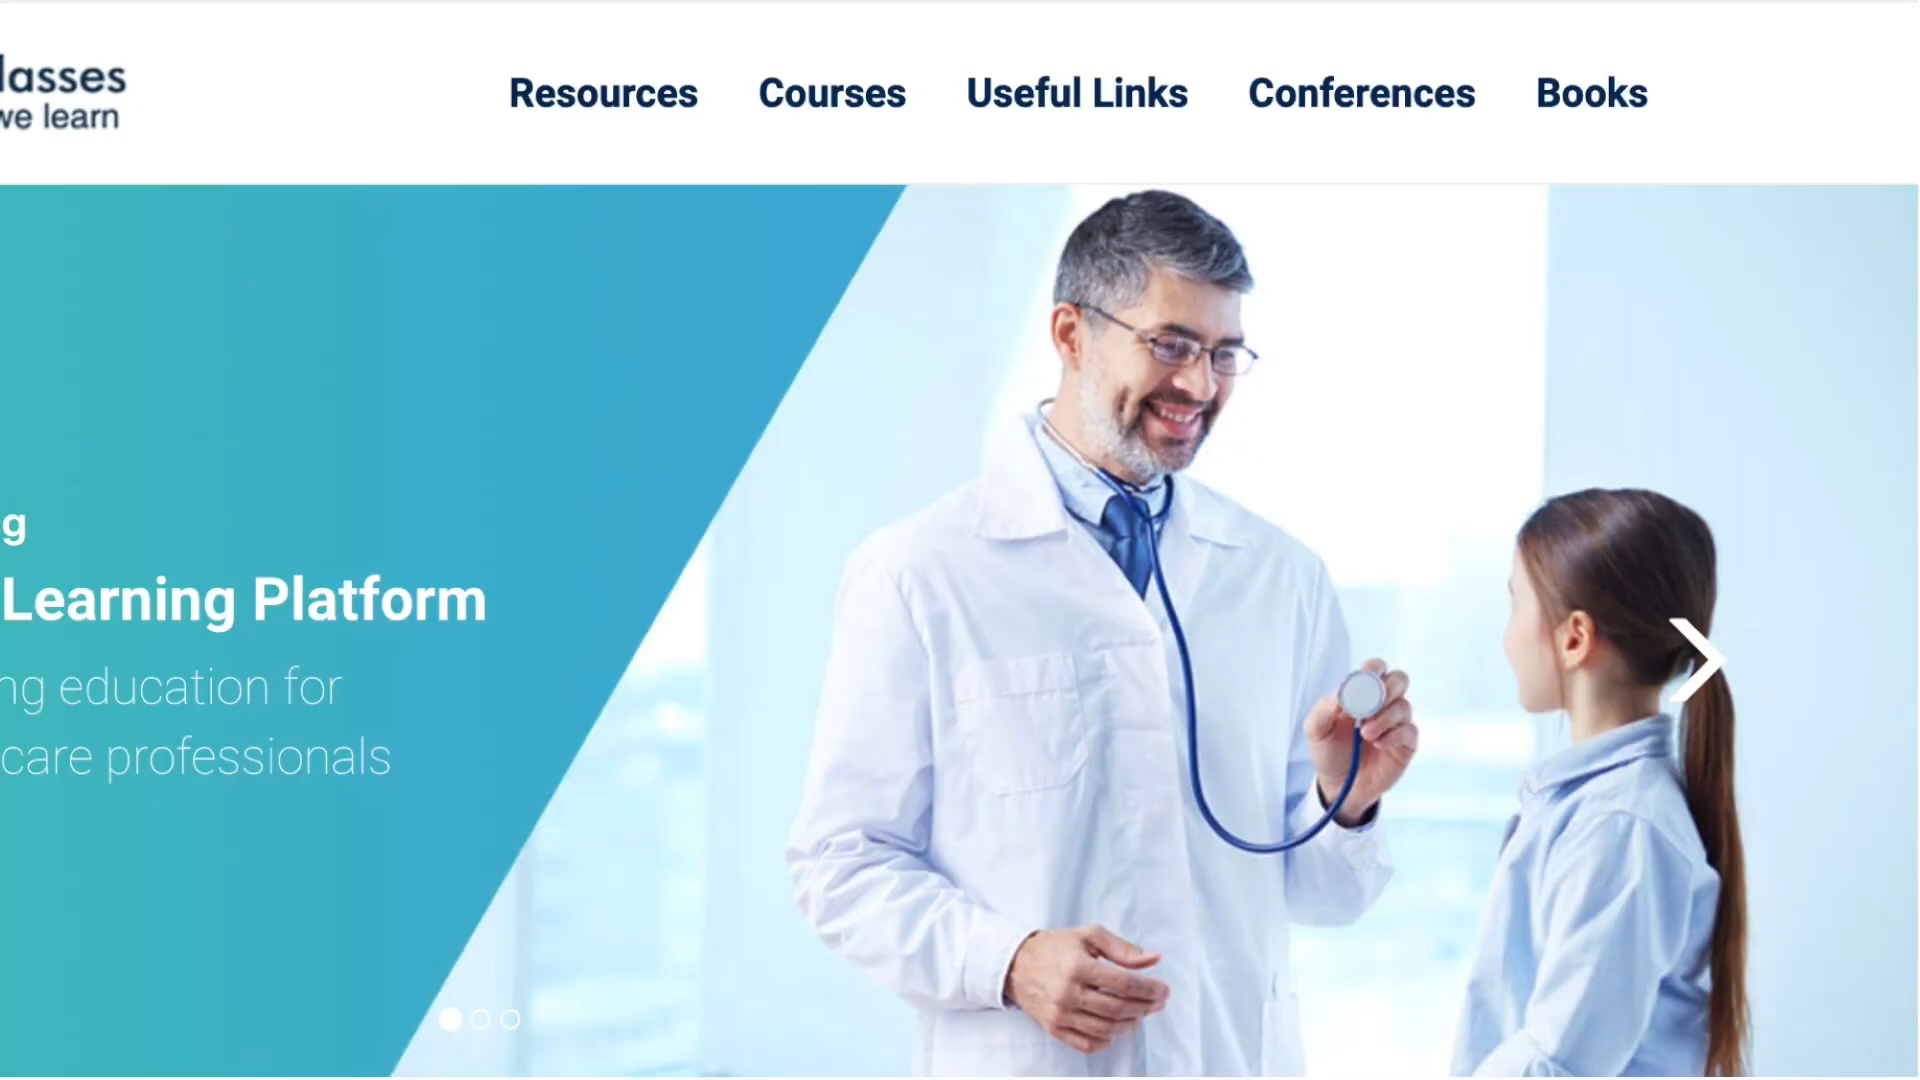 lasses
we learn
Resources Courses Useful Links Conferences Books
g
Learning Platform
ng education for
care professionals